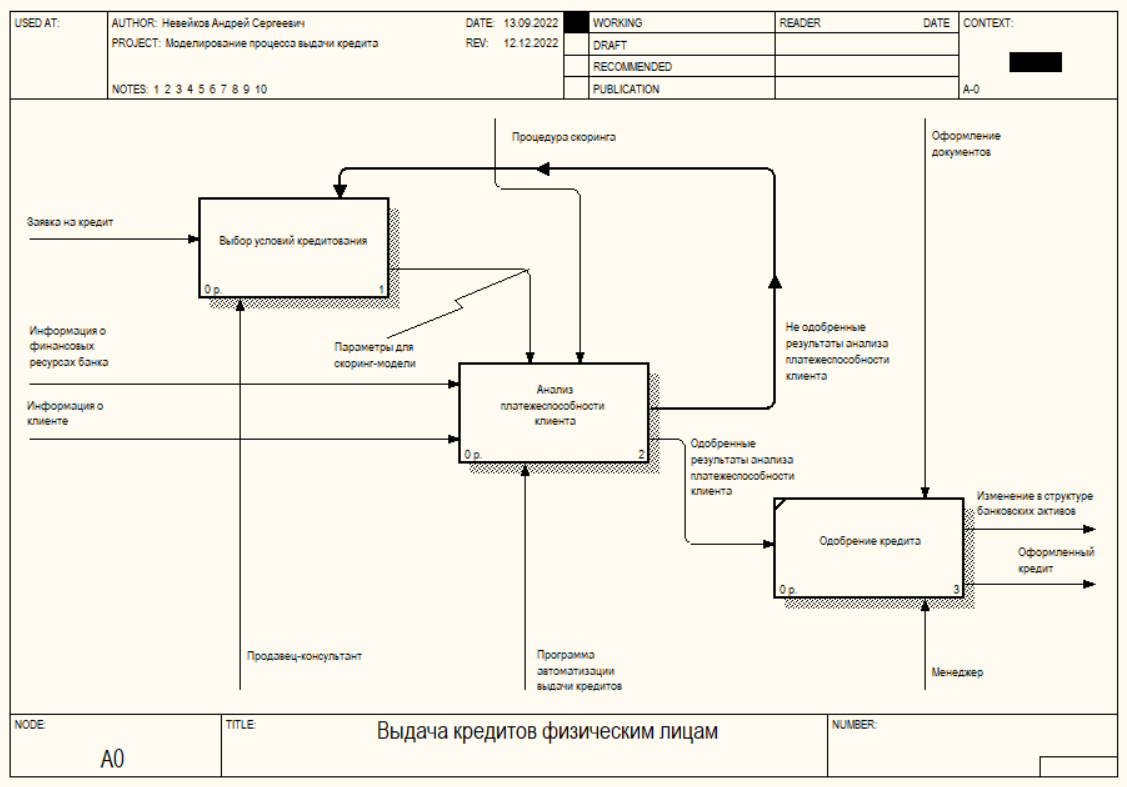 USED AT:
AUTHOR: Невейков Андрей Сергеевич
DATE: 13.09.2022
PROJECT: Моделирование процесса выдачи кредита
REV: 12.12.2022
NOTES: 1 2 3 4 5 6 7 8 9 10
WORKING
DRAFT
RECOMMENDED
PUBLICATION
READER
DATE
CONTEXT:
A-0
Процедура скоринга
Оформление
документов
Заявка на кредит
Выбор условий кредитования
0 р.
1
Информация о
финансовых
ресурсах банка
Параметры для
скоринг-модели
Не одобренные
результаты анализа
платежеспособности
клиента
Информация о
клиенте
Анализ
платежеспособности
клиента
0 р.
2
Одобренные
результаты анализа
платежеспособности
клиента
Изменение в структуре
банковских активов
Одобрение кредита
0 р.
3
Оформленный
кредит
Продавец-консультант
Программа
автоматизации
выдачи кредитов
Менеджер
NODE:
A0
TITLE:
Выдача кредитов физическим лицам
NUMBER: